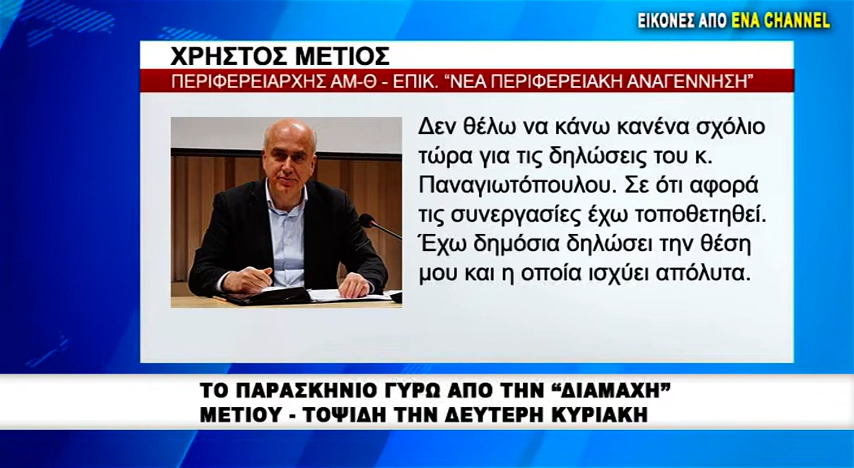 ΕΙΚΟΝΕΣ ΑΠΟ ENA CHANNEL
ΧΡΗΣΤΟΣ ΜΕΤΙΟΣ
ΠΕΡΙΦΕΡΕΙΑΡΧΗΣ ΑΜ-Θ - ΕΠΙΚ. “ΝΕΑ ΠΕΡΙΦΕΡΕΙΑΚΗ ΑΝΑΓΕΝΝΗΣΗ”
Δεν θέλω να κάνω κανένα σχόλιο
τώρα για τις δηλώσεις του κ.
Παναγιωτόπουλου. Σε ότι αφορά
τις συνεργασίες έχω τοποθετηθεί.
Έχω δημόσια δηλώσει την θέση
μου και η οποία ισχύει απόλυτα.
ΤΟ ΠΑΡΑΣΚΗΝΙΟ ΓΥΡΩ ΑΠΟ ΤΗΝ “ΔΙΑΜΑΧΗ”
ΜΕΤΙΟΥ - ΤΟΨΙΔΗ ΤΗΝ ΔΕΥΤΕΡΗ ΚΥΡΙΑΚΗ